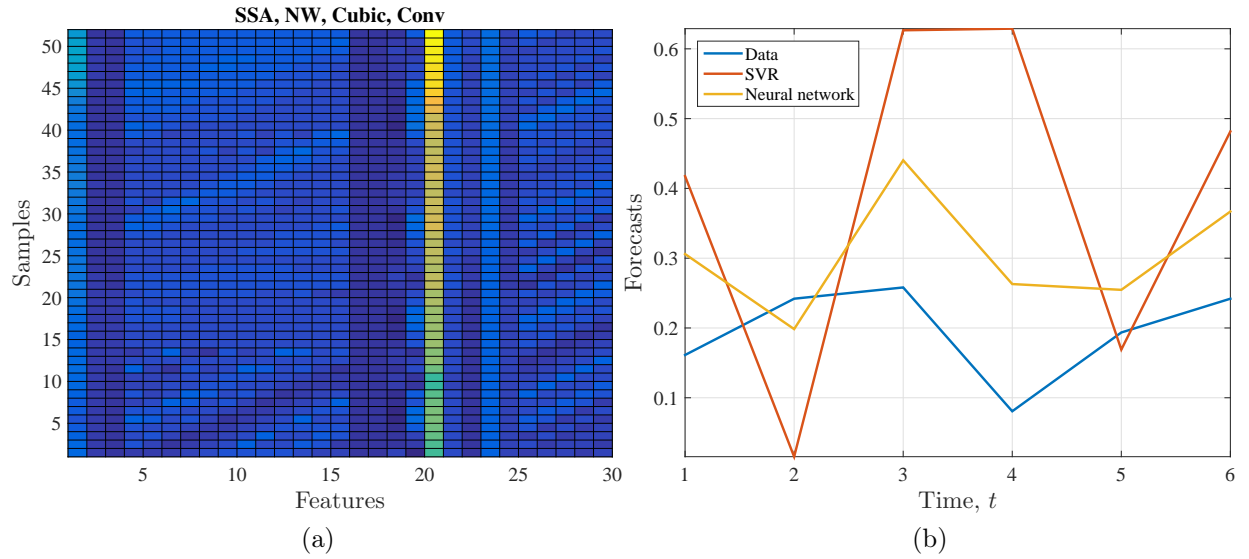 SSA, NW, Cubic, Conv
50
45
40
35
30
25
20
15
10
5
Samples
5 10 15 20 25 30
Features
(a)
0.6
0.5
0.4
0.3
0.2
0.1
Forecasts
Data
SVR
Neural network
1 2 3 4 5 6
Time, t
(b)